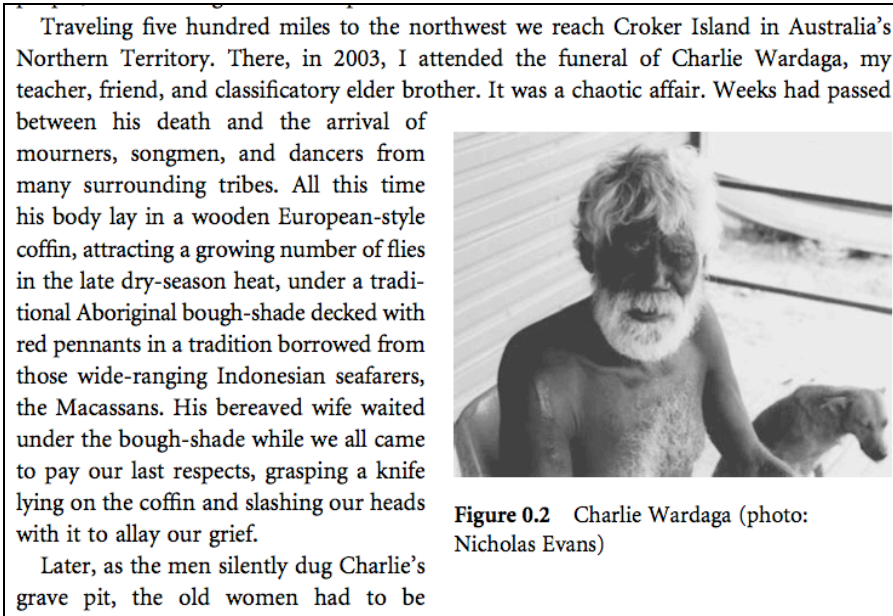 Traveling five hundred miles to the northwest we reach Croker Island in Australia's
Northern Territory. There, in 2003, I attended the funeral of Charlie Wardaga, my
teacher, friend, and classificatory elder brother. It was a chaotic affair. Weeks had passed
between his death and the arrival of
mourners, songmen, and dancers from
many surrounding tribes. All this time
his body lay in a wooden European-style
coffin, attracting a growing number of flies
in the late dry-season heat, under a tradi-
tional Aboriginal bough-shade decked with
red pennants in a tradition borrowed from
those wide-ranging Indonesian seafarers,
the Macassans. His bereaved wife waited
under the bough-shade while we all came
to pay our last respects, grasping a knife
lying on the coffin and slashing our heads
with it to allay our grief.
Later, as the men silently dug Charlie's
grave pit, the old women had to be
Figure 0.2 Charlie Wardaga (photo:
Nicholas Evans)